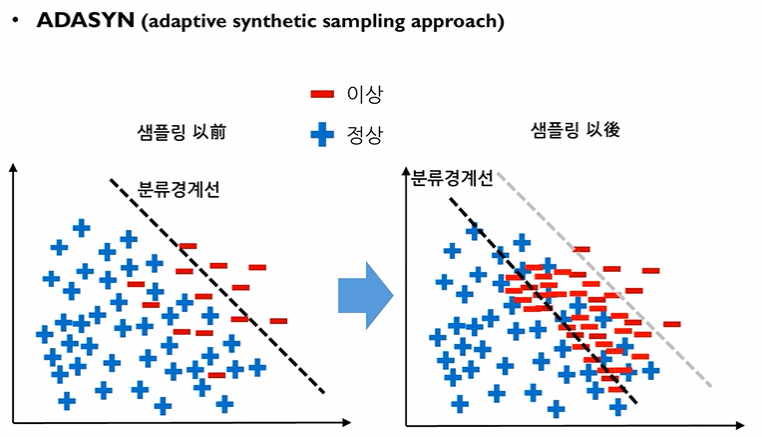 • ADASYN (adaptive synthetic sampling approach)
이상
정상
샘플링 以前
샘플링 以後
분류경계선
분류경계선